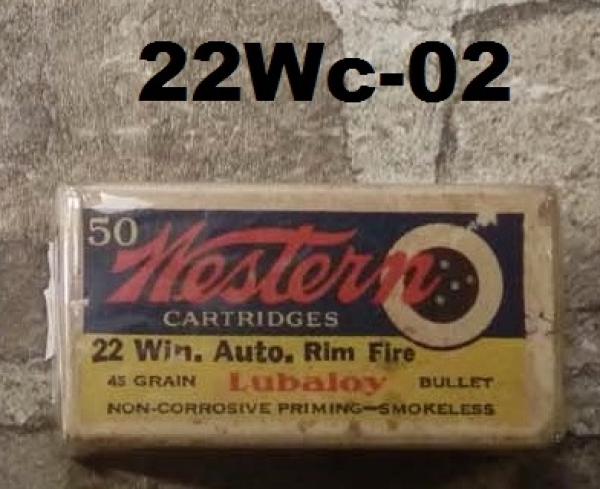 22Wc-02
50 Western
CARTRIDGES
22 Win. Auto. Rim Fire
45 GRAIN Lubaloy BULLET
NON-CORROSIVE PRIMING—SMOKELESS